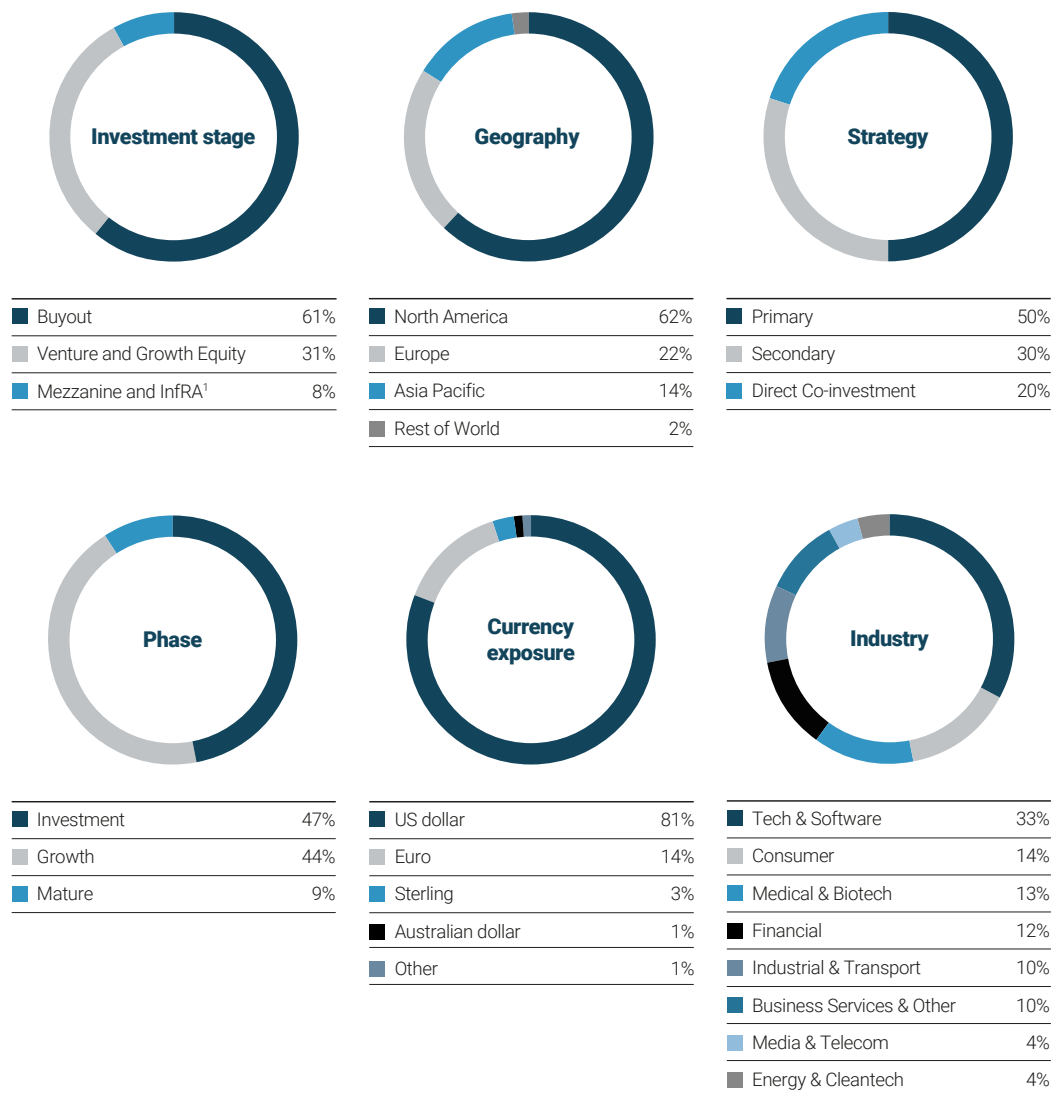 Investment stage
Buyout 61%
Venture and Growth Equity 31%
Mezzanine and InfRA¹ 8%
Geography
North America 62%
Europe 22%
Asia Pacific 14%
Rest of World 2%
Strategy
Primary 50%
Secondary 30%
Direct Co-investment 20%
Phase
Investment 47%
Growth 44%
Mature 9%
Currency
exposure
US dollar 81%
Euro 14%
Sterling 3%
Australian dollar 1%
Other 1%
Industry
Tech & Software 33%
Consumer 14%
Medical & Biotech 13%
Financial 12%
Industrial & Transport 10%
Business Services & Other 10%
Media & Telecom 4%
Energy & Cleantech 4%